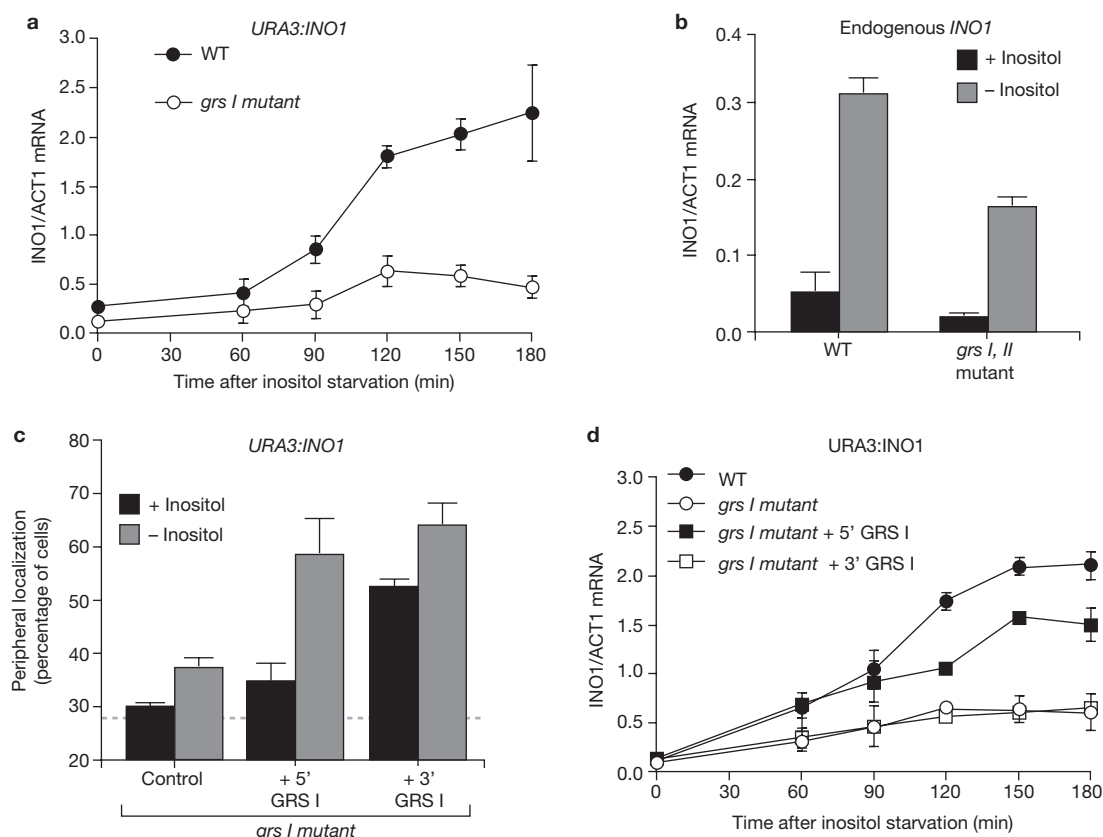 a
URA3:INO1
3.0
2.5
2.0
1.5
1.0
0.5
0.0
INO1/ACT1 mRNA
WT
grs I mutant
0 30 60 90 120 150 180
Time after inositol starvation (min)
b
Endogenous INO1
0.4
0.3
0.2
0.1
0.0
INO1/ACT1 mRNA
+ Inositol
– Inositol
WT
grs I, II
mutant
c
URA3:INO1
80
70
60
50
40
30
20
Peripheral localization
(percentage of cells)
+ Inositol
– Inositol
Control
+ 5'
GRS I
+ 3'
GRS I
grs I mutant
d
URA3:INO1
3.0
2.5
2.0
1.5
1.0
0.5
0.0
INO1/ACT1 mRNA
WT
grs I mutant
grs I mutant + 5' GRS I
grs I mutant + 3' GRS I
0 30 60 90 120 150 180
Time after inositol starvation (min)